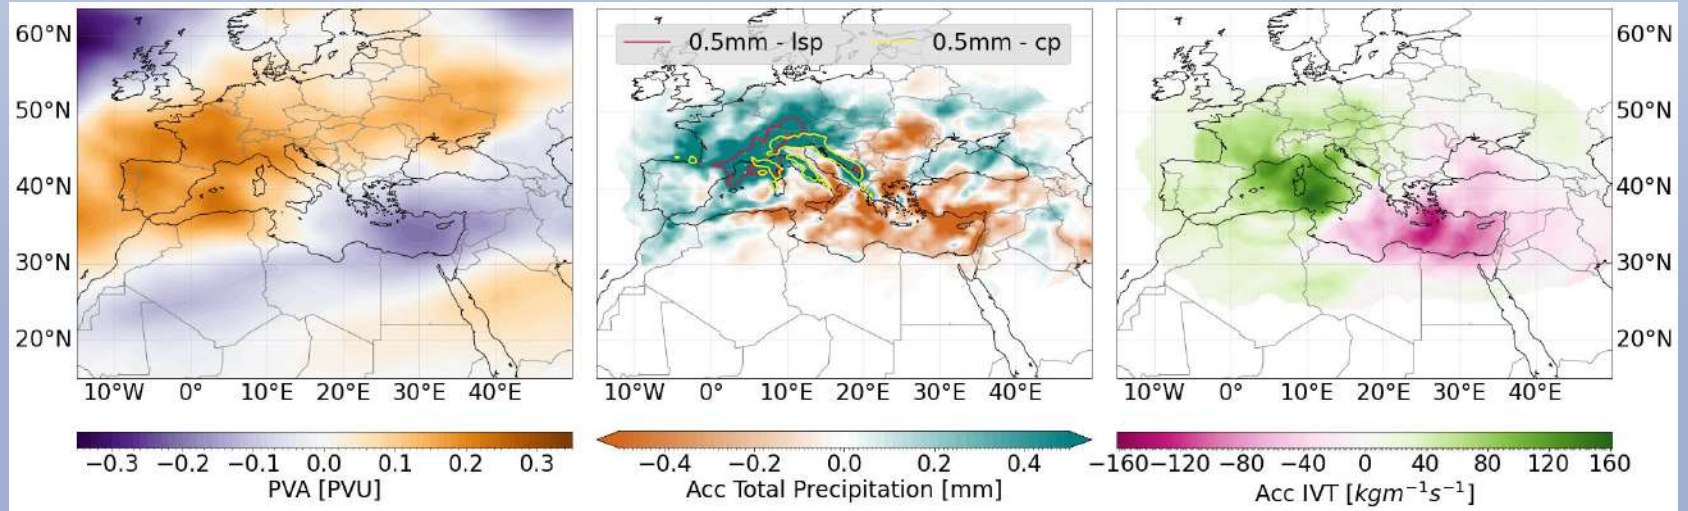 0.5mm - lsp 0.5mm - cp
60°N 60°N
50°N 50°N
40°N 40°N
30°N 30°N
20°N 20°N
10°W 0° 10°E 20°E 30°E 40°E 10°W 0° 10°E 20°E 30°E 40°E 10°W 0° 10°E 20°E 30°E 40°E
−0.3 −0.2 −0.1 0.0 0.1 0.2 0.3 −0.4 −0.2 0.0 0.2 0.4 −160 −120 −80 −40 0 40 80 120 160
PVA [PVU] Acc Total Precipitation [mm] Acc IVT [kgm⁻¹s⁻¹]